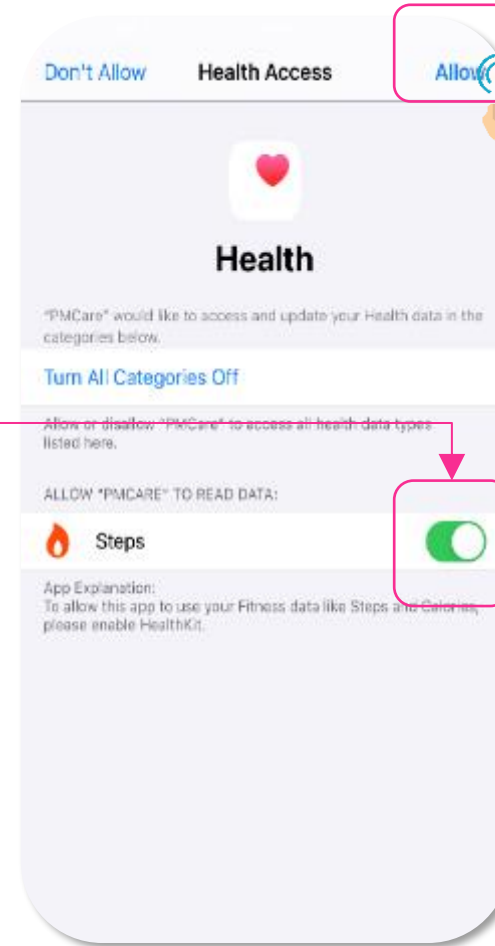 Don't Allow Health Access Allow
Health
"PMCare" would like to access and update your Health data in the
categories below.
Turn All Categories Off
Allow or disallow "PMCare" to access all health data types
listed here.
ALLOW "PMCARE" TO READ DATA:
Steps
App Explanation:
To allow this app to use your Fitness data like Steps and Calories,
please enable HealthKit.